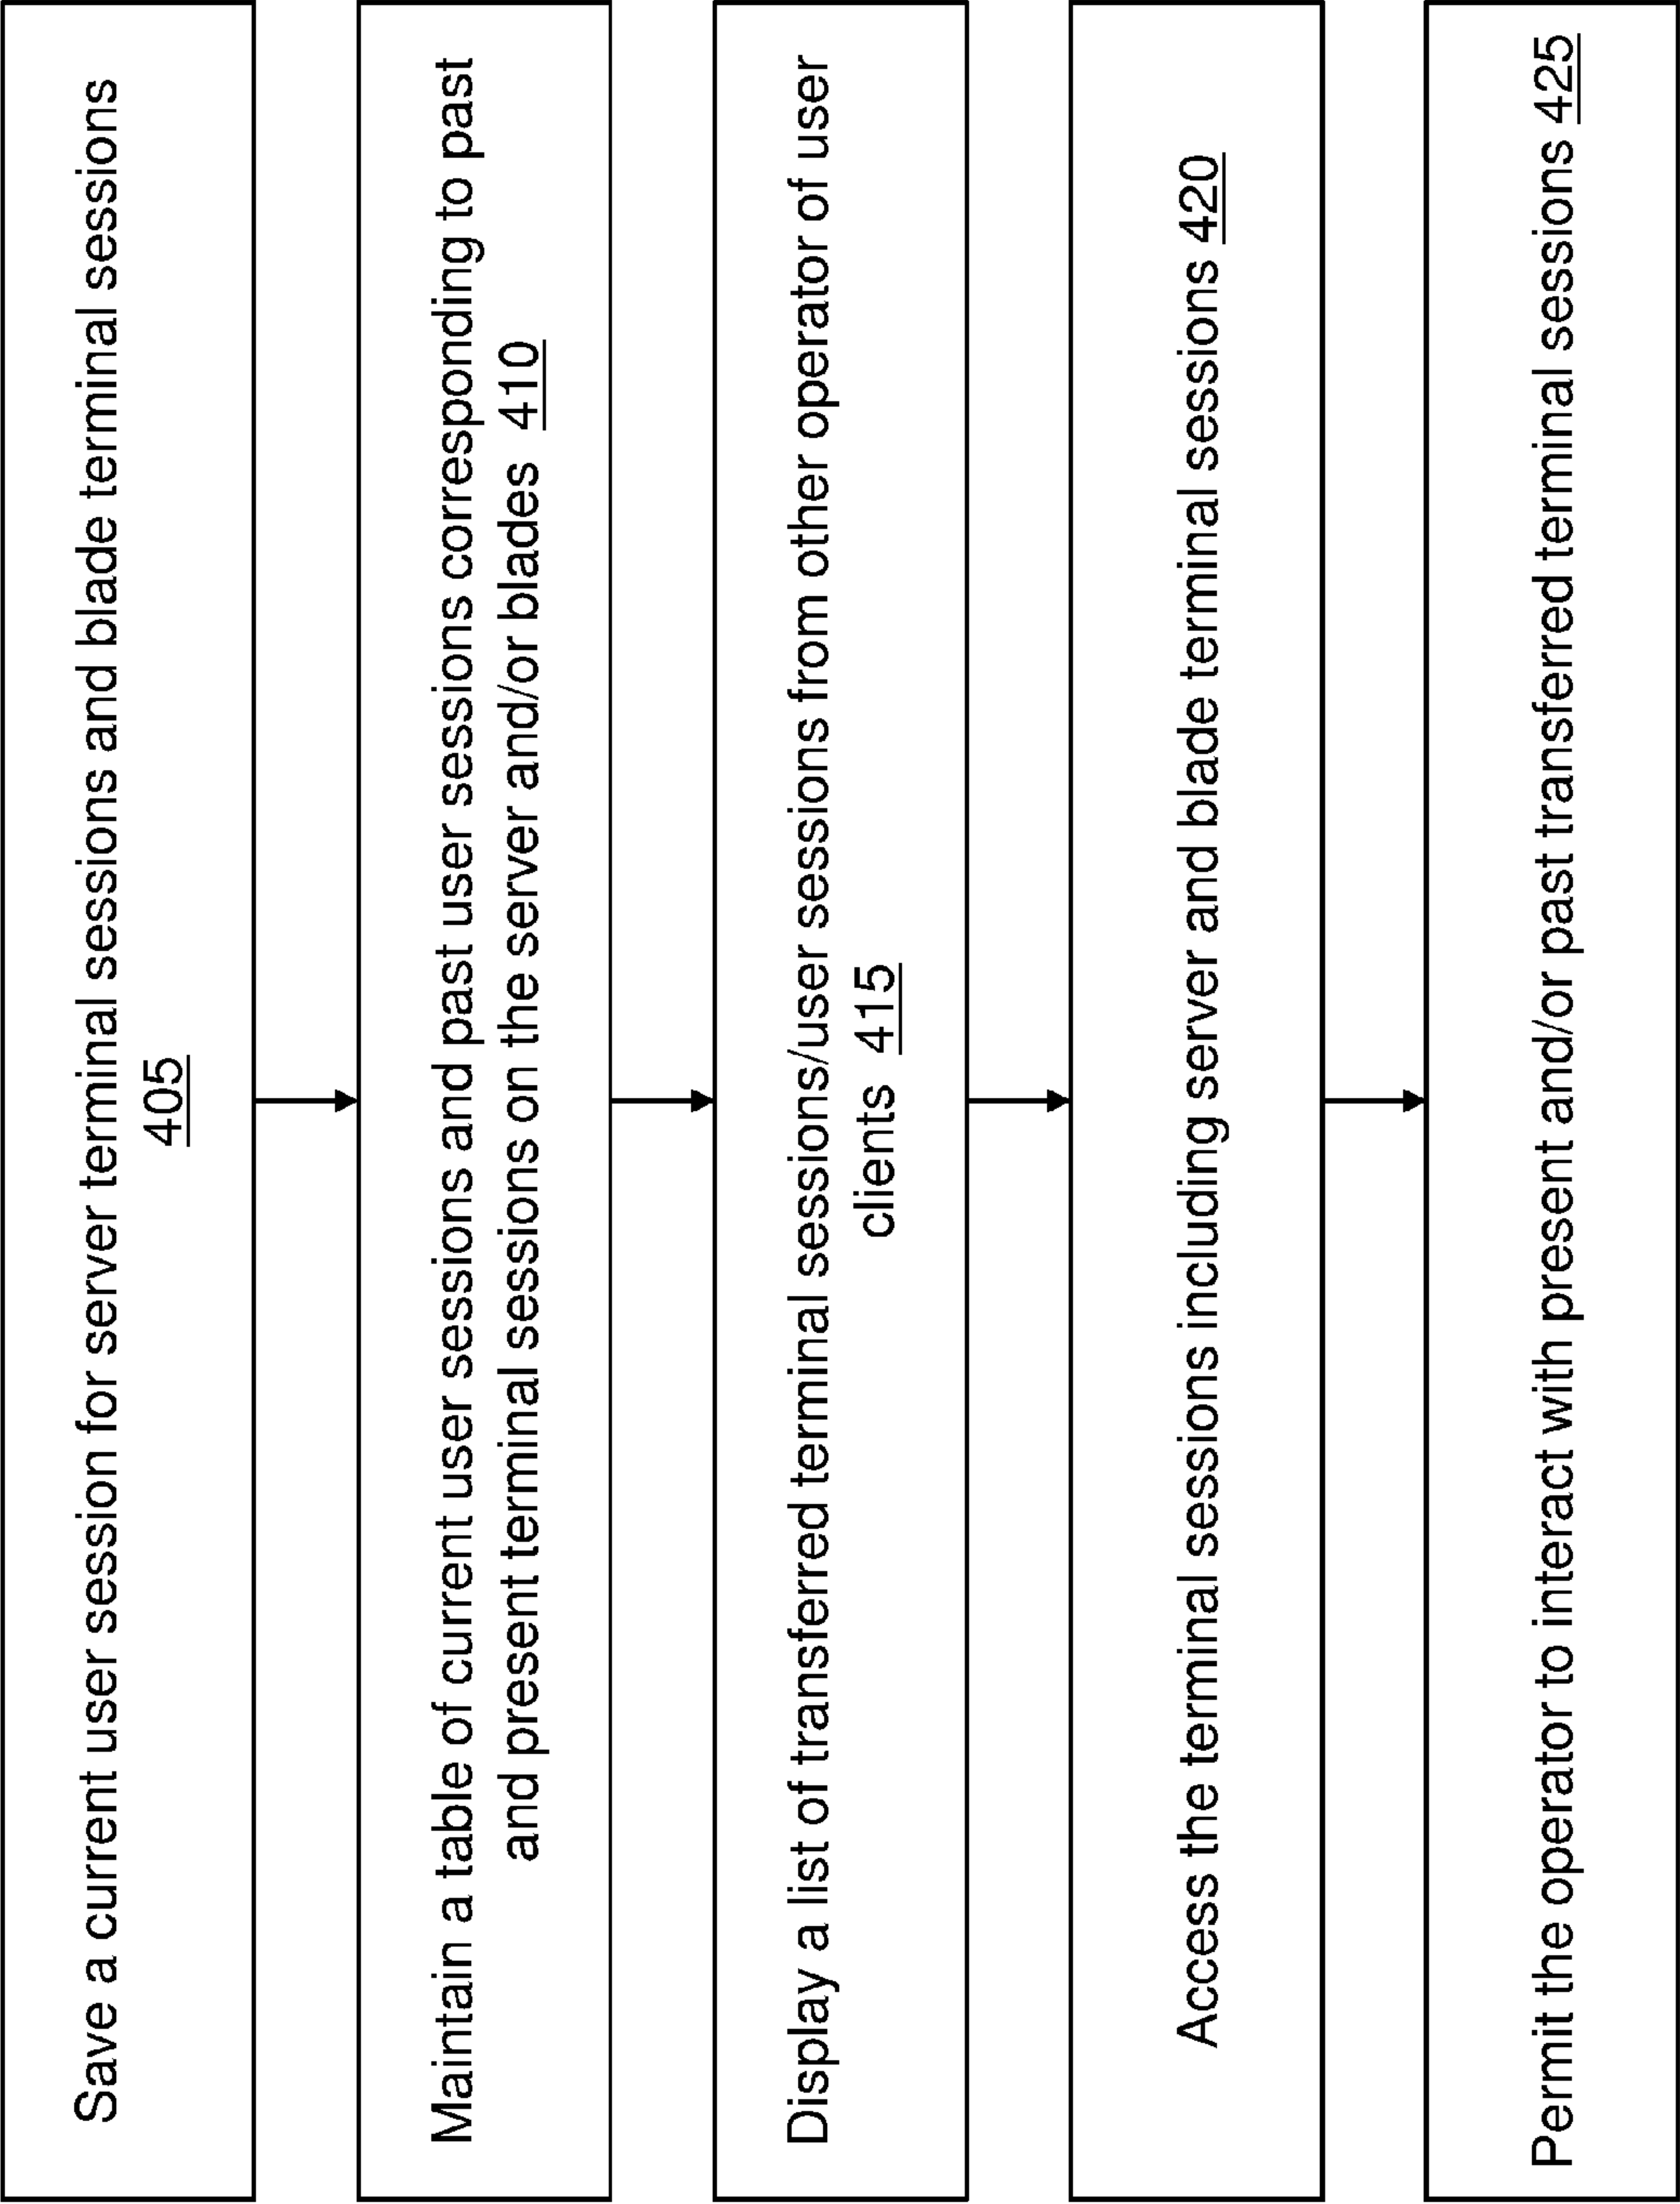 Save a current user session for server terminal sessions and blade terminal sessions
405
Maintain a table of current user sessions and past user sessions corresponding to past
and present terminal sessions on the server and/or blades 410
Display a list of transferred terminal sessions/user sessions from other operator of user
clients 415
Access the terminal sessions including server and blade terminal sessions 420
Permit the operator to interact with present and/or past transferred terminal sessions 425